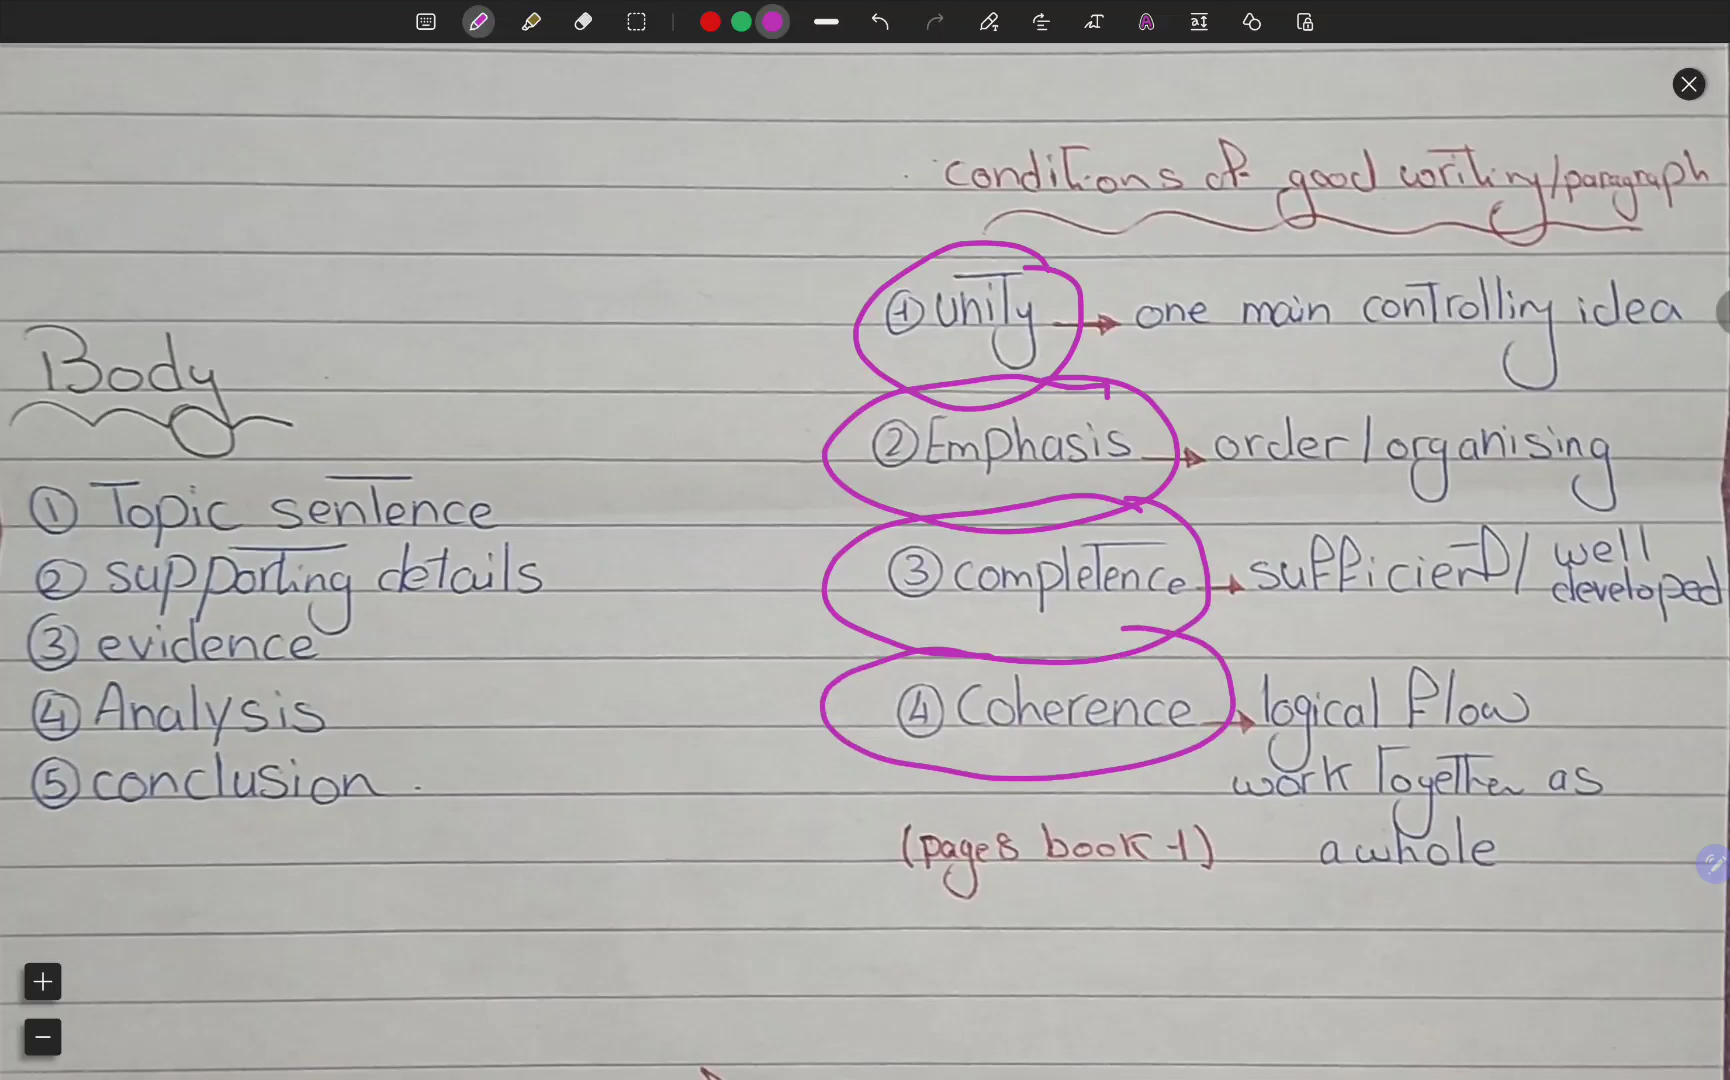 conditions of good writing/paragraph
① unity → one main controlling idea
② Emphasis → order/organising
③ completence → sufficient/well developed
④ Coherence → logical flow
work together as
a whole
(page 8 book 1)
Body
① Topic sentence
② supporting details
③ evidence
④ Analysis
⑤ conclusion.